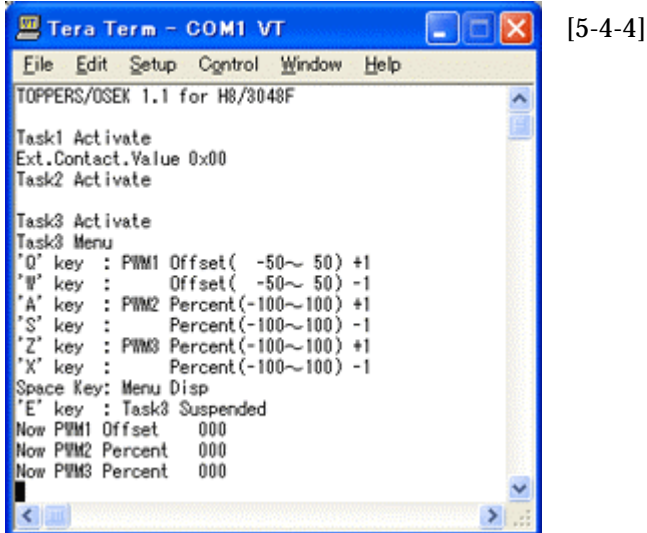 Tera Term - COM1 VT
[5-4-4]
File Edit Setup Control Window Help
TOPPERS/OSEK 1.1 for H8/3048F
Task1 Activate
Ext.Contact.Value 0x00
Task2 Activate
Task3 Activate
Task3 Menu
'Q' key : PWM1 Offset( -50～ 50) +1
'W' key : Offset( -50～ 50) -1
'A' key : PWM2 Percent(-100～100) +1
'S' key : Percent(-100～100) -1
'Z' key : PWM3 Percent(-100～100) +1
'X' key : Percent(-100～100) -1
Space Key: Menu Disp
'E' key : Task3 Suspended
Now PWM1 Offset 000
Now PWM2 Percent 000
Now PWM3 Percent 000